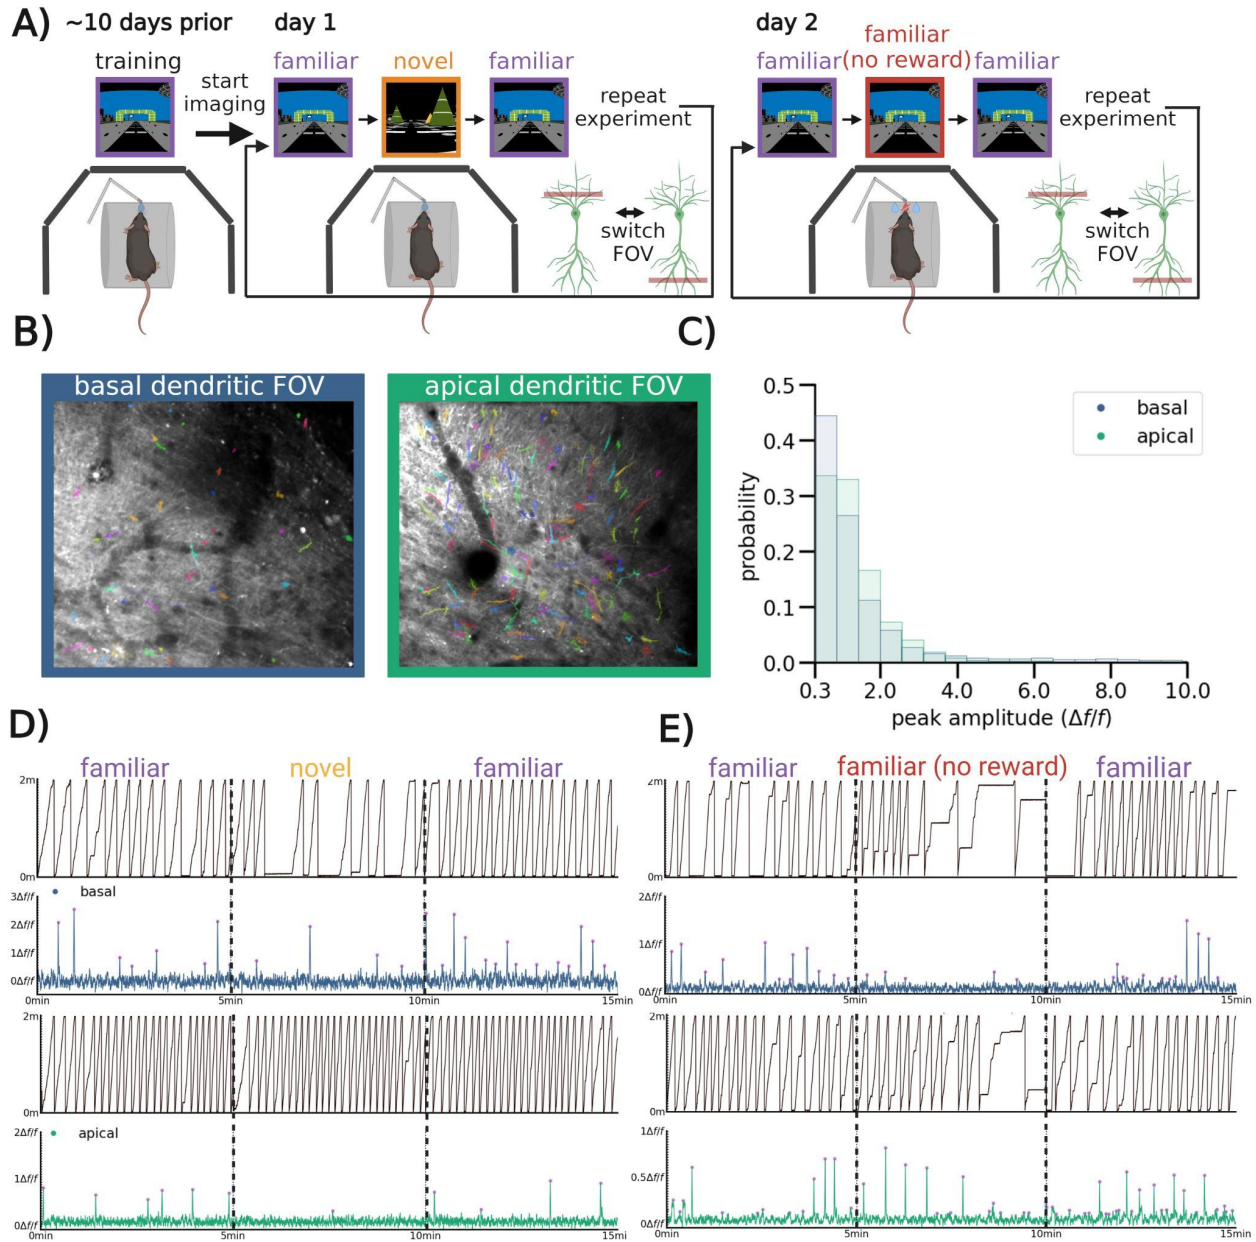 A)
~10 days prior
day 1
day 2
training
start
imaging
familiar
novel
familiar
repeat
experiment
switch
FOV
familiar
familiar
(no reward)
familiar
repeat
experiment
switch
FOV
B)
basal dendritic FOV
apical dendritic FOV
C)
0.5
0.4
0.3
0.2
0.1
0.0
probability
0.3
2.0
4.0
6.0
8.0
10.0
peak amplitude (Δf/f)
basal
apical
D)
familiar
novel
familiar
2m
0m
basal
3Δf/f
2Δf/f
1Δf/f
0Δf/f
0min
5min
10min
15min
2m
0m
apical
2Δf/f
1Δf/f
0Δf/f
0min
5min
10min
15min
E)
familiar
familiar (no reward)
familiar
2m
0m
2Δf/f
1Δf/f
0Δf/f
0min
5min
10min
15min
2m
0m
1Δf/f
0.5Δf/f
0Δf/f
0min
5min
10min
15min